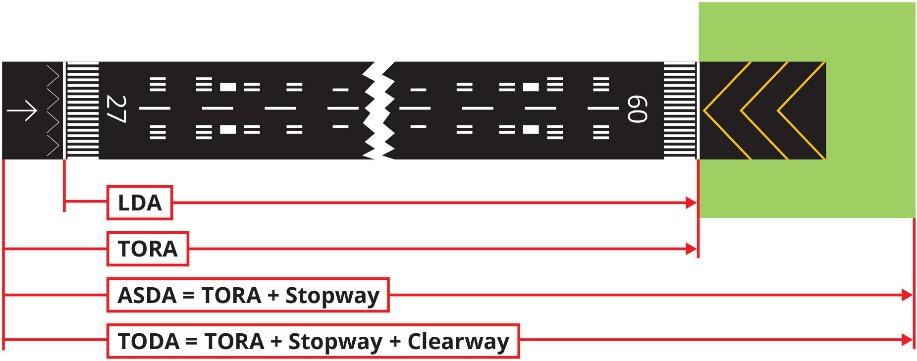 27
09
LDA
TORA
ASDA = TORA + Stopway
TODA = TORA + Stopway + Clearway